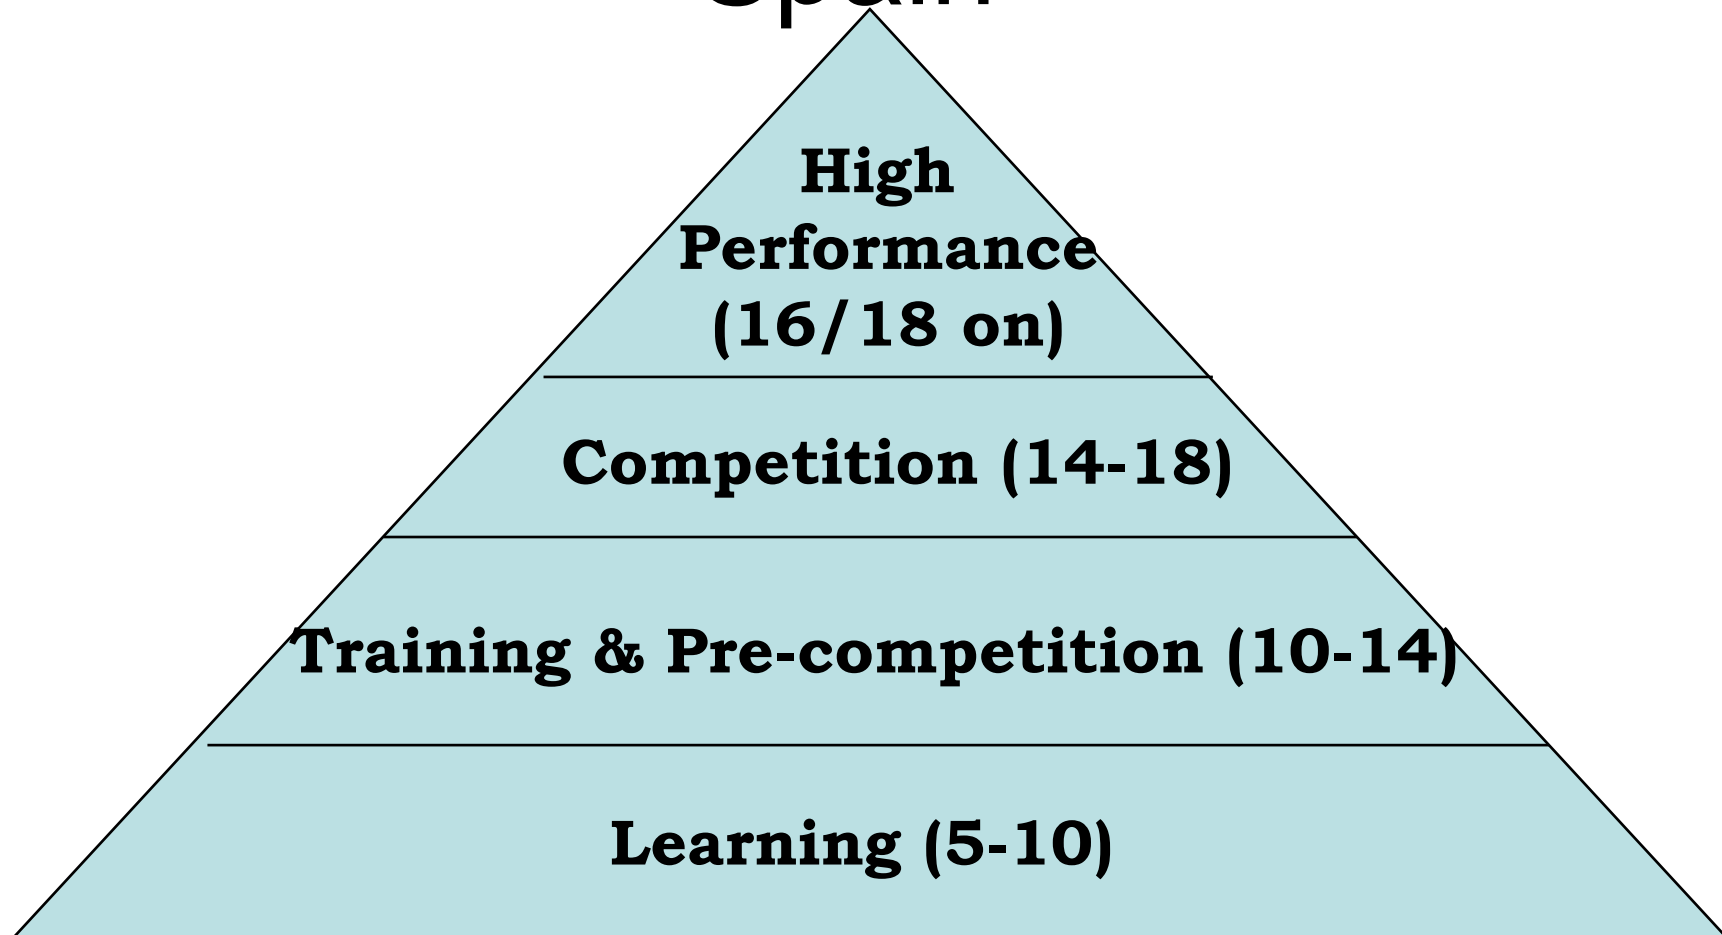 High
Performance
(16/18 on)
Competition (14-18)
Training & Pre-competition (10-14)
Learning (5-10)